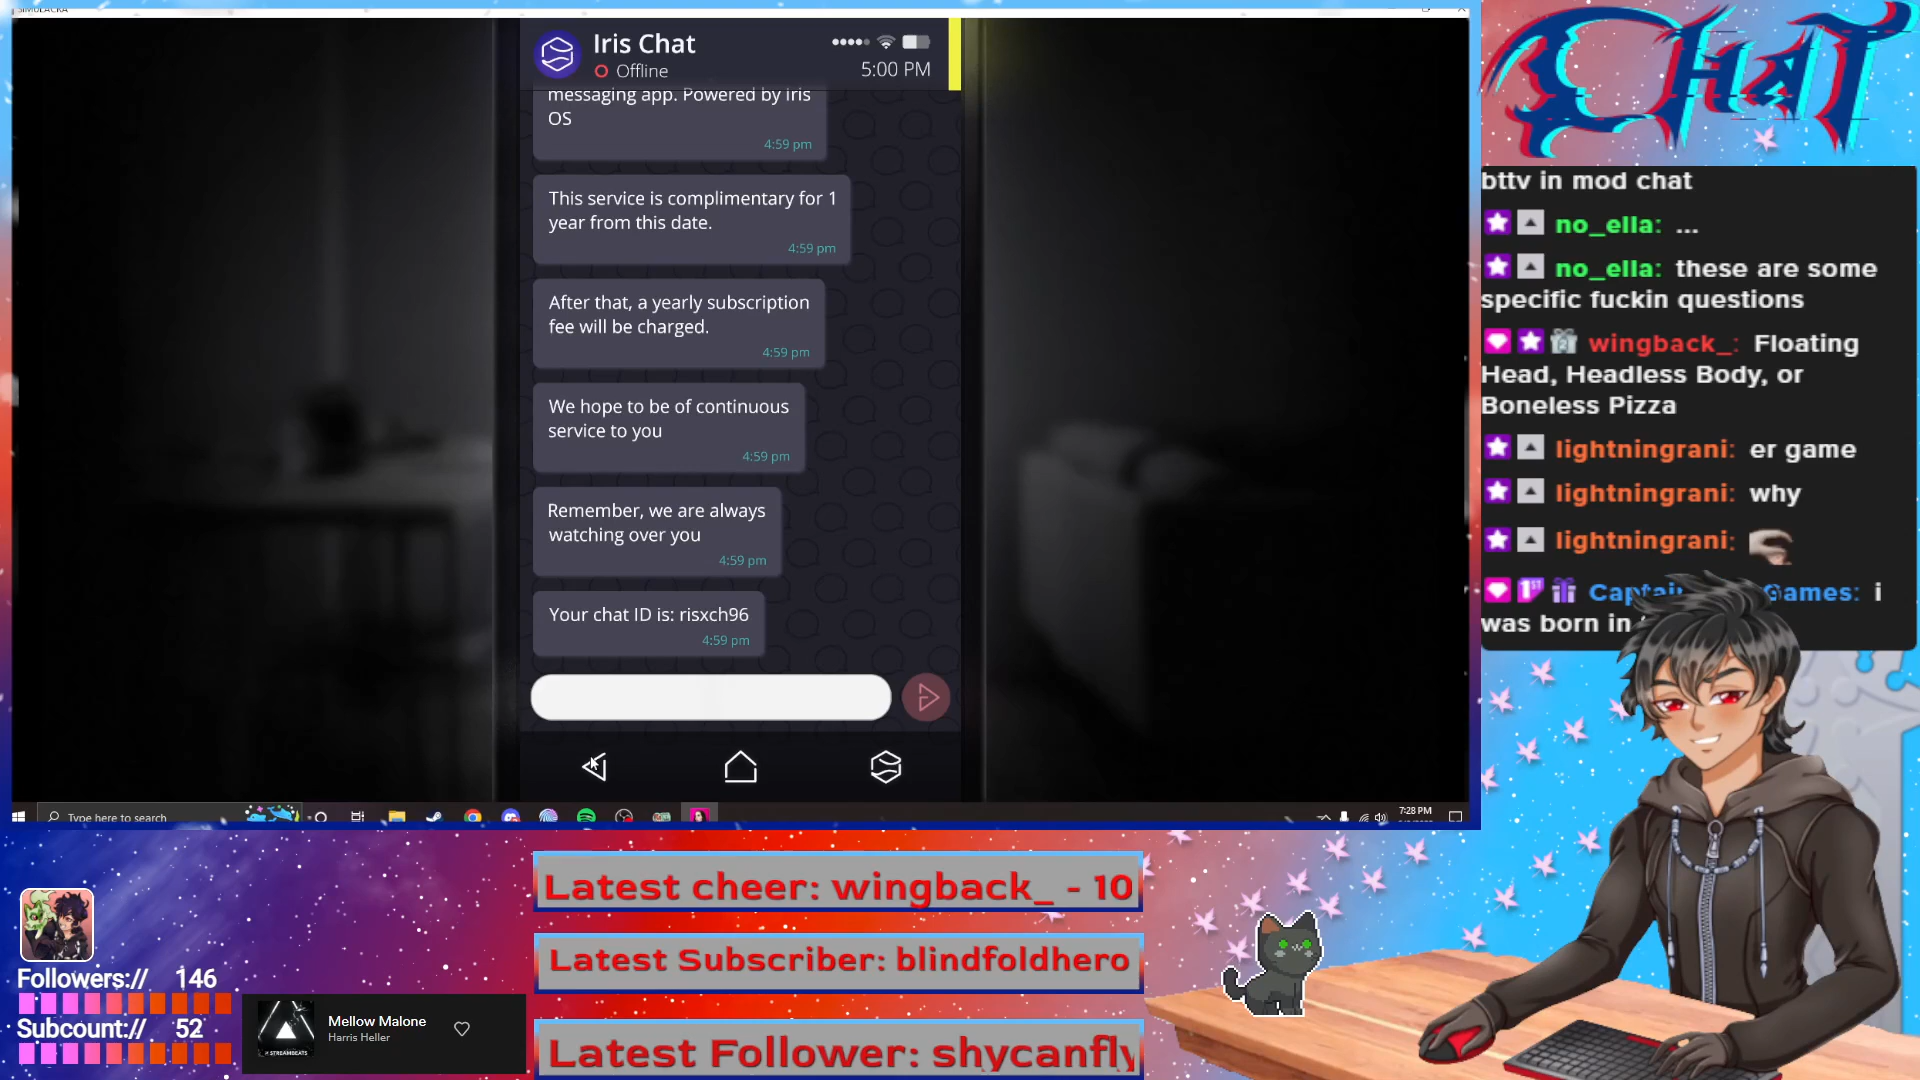 SIMULACRA
Iris Chat
Offline
5:00 PM
messaging app. Powered by Iris
OS
4:59 pm
This service is complimentary for 1
year from this date.
4:59 pm
After that, a yearly subscription
fee will be charged.
4:59 pm
We hope to be of continuous
service to you
4:59 pm
Remember, we are always
watching over you
4:59 pm
Your chat ID is: risxch96
4:59 pm
Type here to search
7:28 PM
Chat
bttv in mod chat
no_ella: ...
no_ella: these are some
specific fuckin questions
wingback_: Floating
Head, Headless Body, or
Boneless Pizza
lightningrani: er game
lightningrani: why
lightningrani:
Games: i
was born in
Followers:// 146
Subcount:// 52
STREAMBEATS
Mellow Malone
Harris Heller
Latest cheer: wingback_ - 10
Latest Subscriber: blindfoldhero
Latest Follower: shycanfly